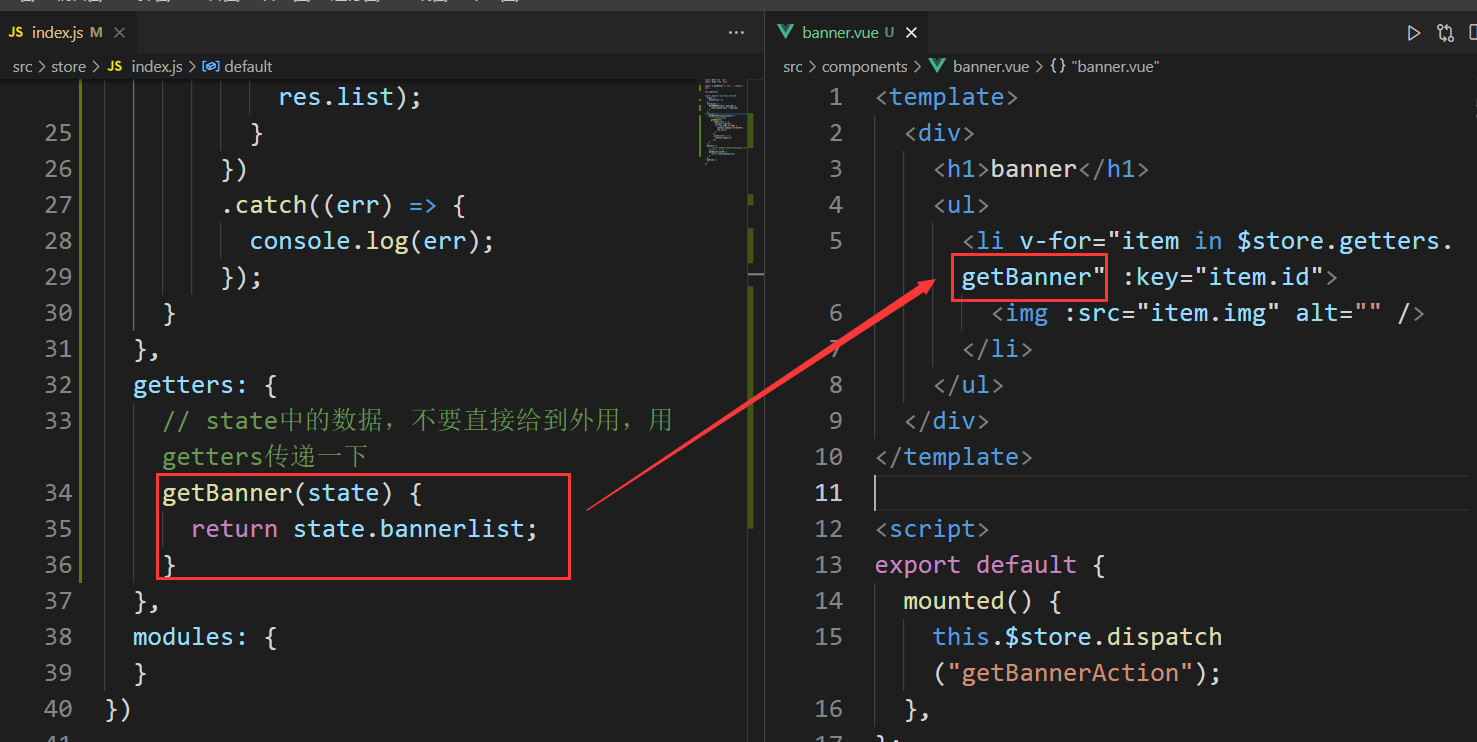 JS index.js M ×
···
src > store > JS index.js > default
res.list);
25 }
26 })
27 .catch((err) => {
28 console.log(err);
29 });
30 }
31 },
32 getters: {
33 // state中的数据，不要直接给到外用，用
getters传递一下
34 getBanner(state) {
35 return state.bannerlist;
36 }
37 },
38 modules: {
39 }
40 })
41
banner.vue U ×
src > components > banner.vue > {} "banner.vue"
1 <template>
2 <div>
3 <h1>banner</h1>
4 <ul>
5 <li v-for="item in $store.getters.
getBanner" :key="item.id">
6 <img :src="item.img" alt="" />
7 </li>
8 </ul>
9 </div>
10 </template>
11
12 <script>
13 export default {
14 mounted() {
15 this.$store.dispatch
("getBannerAction");
16 },
17 };